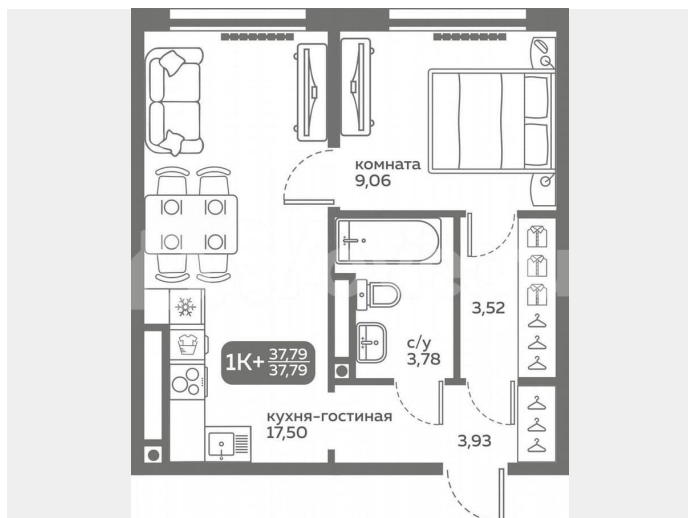 комната
9,06
3,52
с/у
3,78
1К+ 37,79
37,79
кухня-гостиная
17,50
3,93